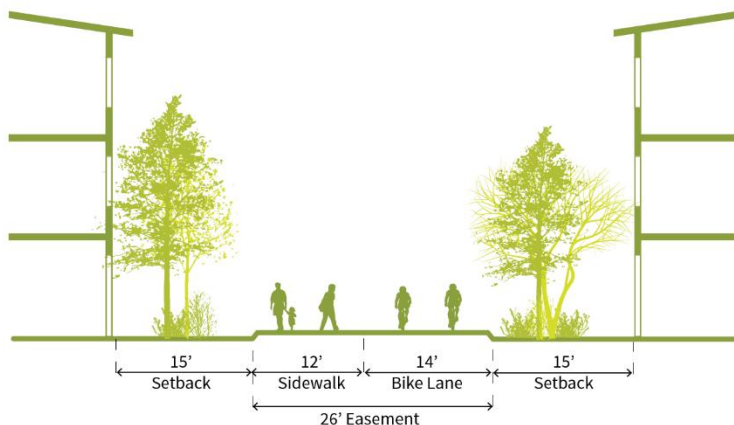 15’ 12’ 14’ 15’
Setback Sidewalk Bike Lane Setback
26’ Easement